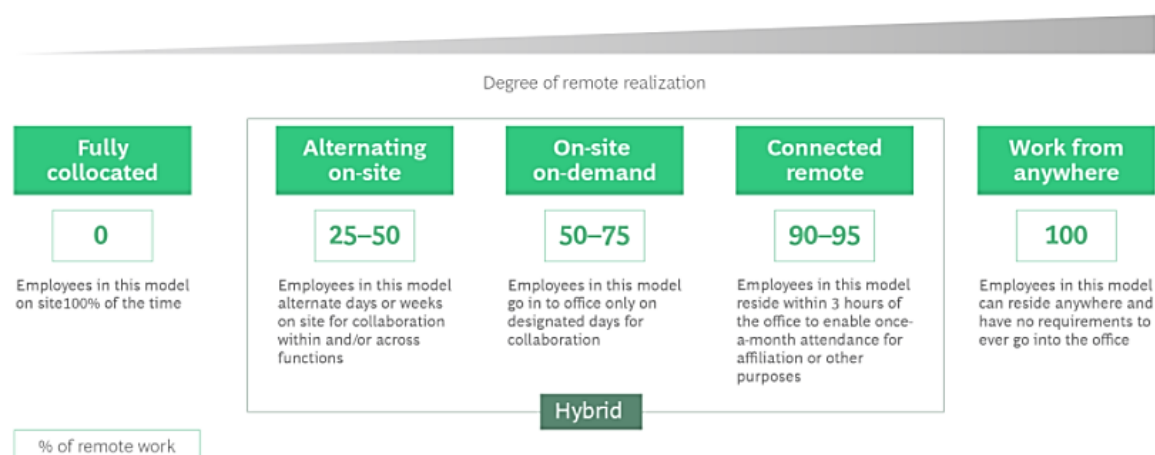 Degree of remote realization
Fully
collocated
0
Employees in this model
on site100% of the time
Alternating
on-site
25–50
Employees in this model
alternate days or weeks
on site for collaboration
within and/or across
functions
On-site
on-demand
50–75
Employees in this model
go in to office only on
designated days for
collaboration
Connected
remote
90–95
Employees in this model
reside within 3 hours of
the office to enable once-
a-month attendance for
affiliation or other
purposes
Work from
anywhere
100
Employees in this model
can reside anywhere and
have no requirements to
ever go into the office
Hybrid
% of remote work